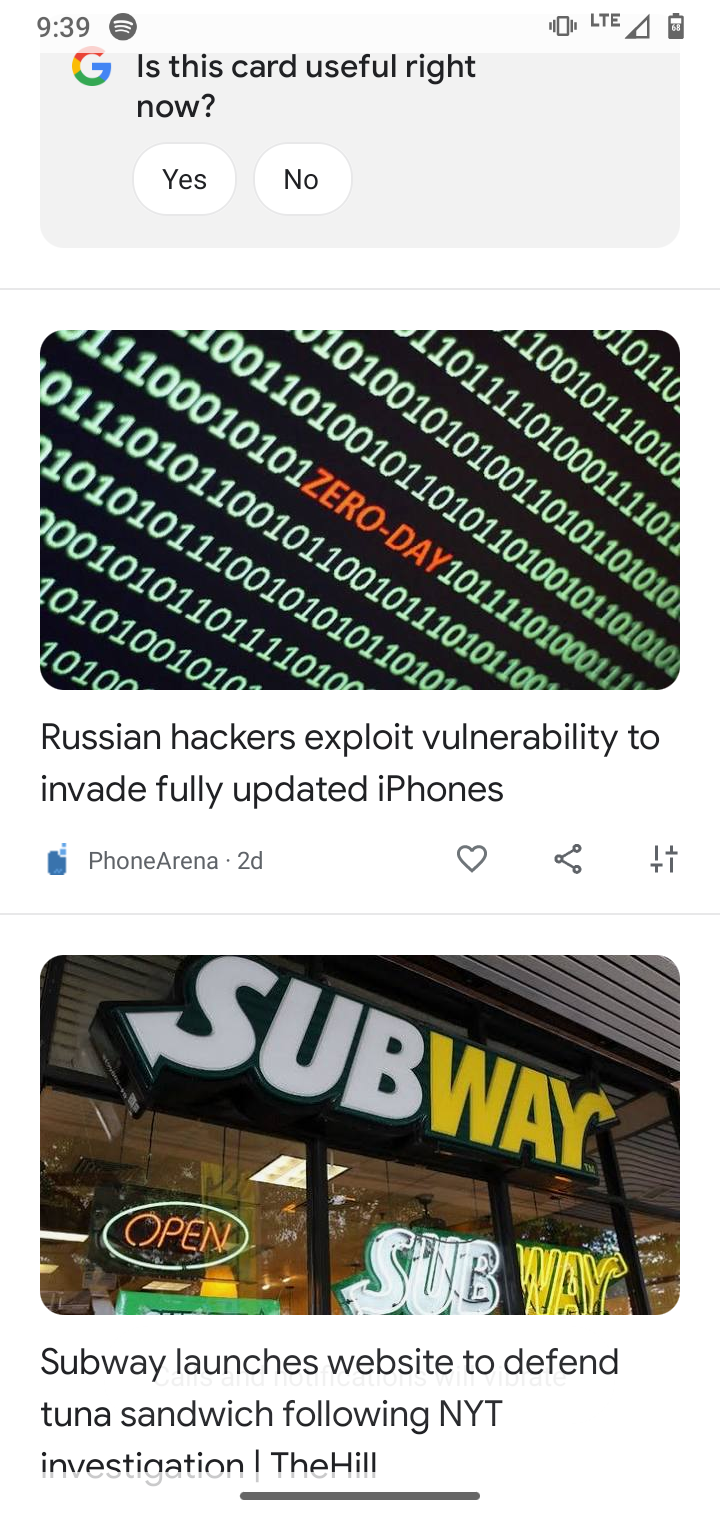 9:39
LTE
68
Is this card useful right
now?
Yes
No
ZERO-DAY
Russian hackers exploit vulnerability to
invade fully updated iPhones
PhoneArena · 2d
SUBWAY
OPEN
SUBWAY
Subway launches website to defend
Calls and notifications will vibrate
tuna sandwich following NYT
investigation | TheHill